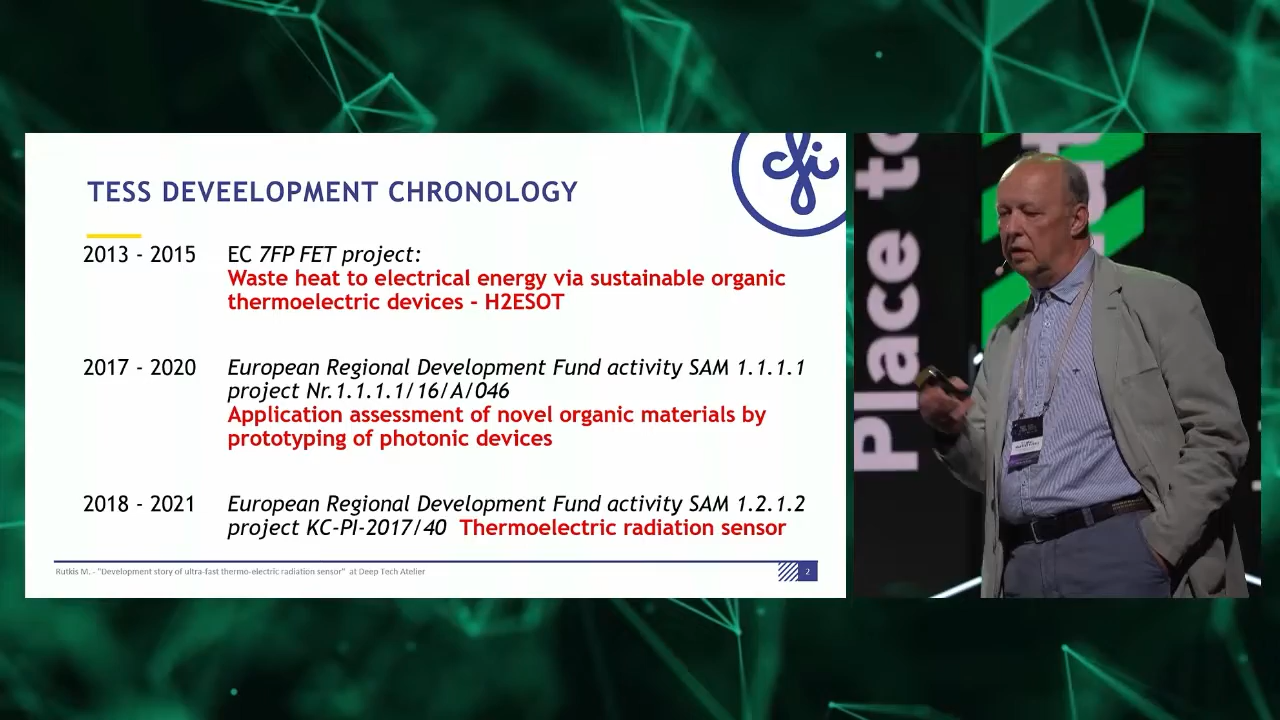 TESS DEVEELOPMENT CHRONOLOGY
2013 - 2015 EC 7FP FET project:
Waste heat to electrical energy via sustainable organic
thermoelectric devices - H2ESOT
2017 - 2020 European Regional Development Fund activity SAM 1.1.1.1
project Nr.1.1.1.1/16/A/046
Application assessment of novel organic materials by
prototyping of photonic devices
2018 - 2021 European Regional Development Fund activity SAM 1.2.1.2
project KC-PI-2017/40 Thermoelectric radiation sensor
Rutkis M. - "Development story of ultra-fast thermo-electric radiation sensor" at Deep Tech Atelier
2
Place to